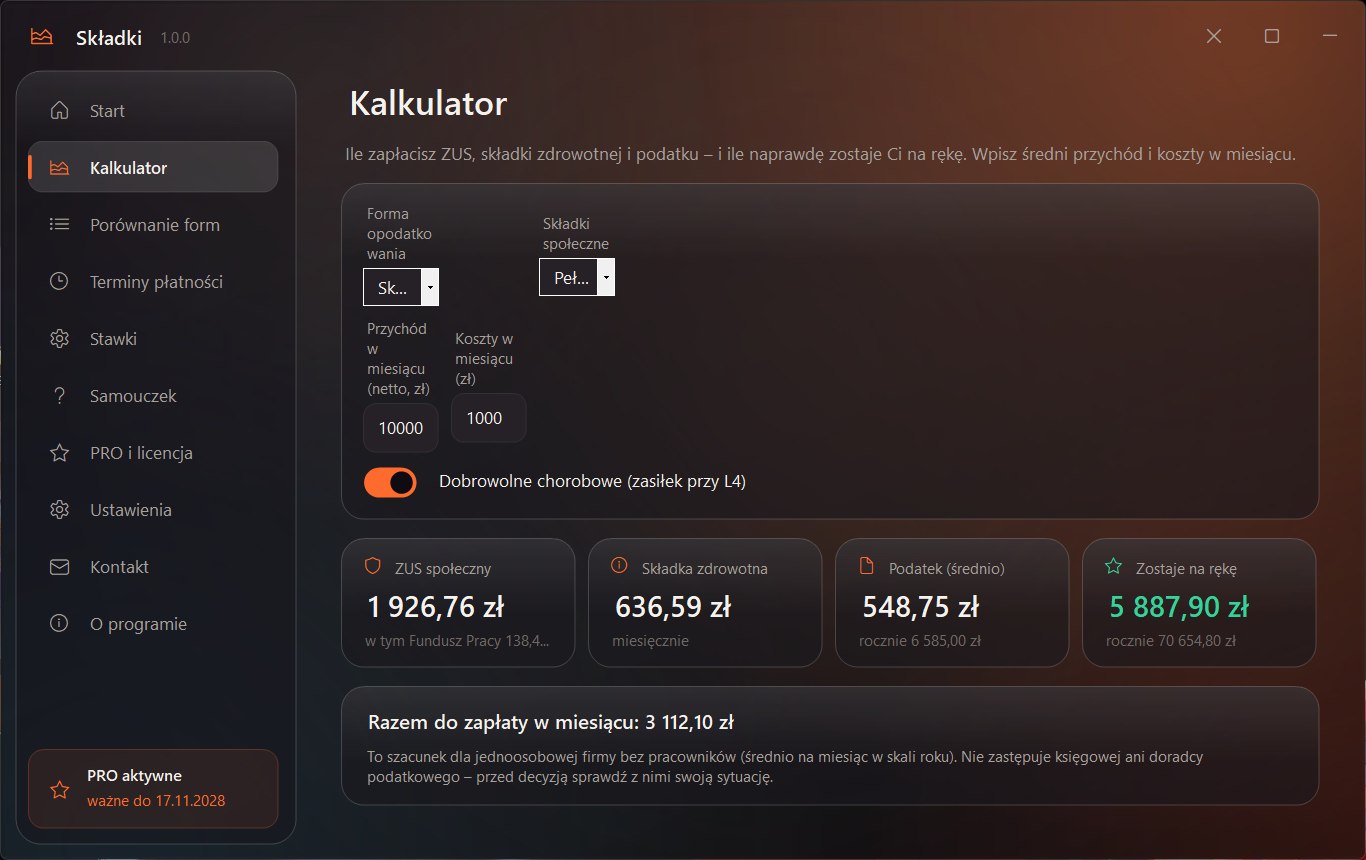 Składki 1.0.0
Start
Kalkulator
Porównanie form
Terminy płatności
Stawki
Samouczek
PRO i licencja
Ustawienia
Kontakt
O programie
PRO aktywne
ważne do 17.11.2028
Kalkulator
Ile zapłacisz ZUS, składki zdrowotnej i podatku – i ile naprawdę zostaje Ci na rękę. Wpisz średni przychód i koszty w miesiącu.
Forma
opodatko
wania
Sk...
Składki
społeczne
Peł...
Przychód
w
miesiącu
(netto, zł)
10000
Koszty w
miesiącu
(zł)
1000
Dobrowolne chorobowe (zasiłek przy L4)
ZUS społeczny
1 926,76 zł
w tym Fundusz Pracy 138,4...
Składka zdrowotna
636,59 zł
miesięcznie
Podatek (średnio)
548,75 zł
rocznie 6 585,00 zł
Zostaje na rękę
5 887,90 zł
rocznie 70 654,80 zł
Razem do zapłaty w miesiącu: 3 112,10 zł
To szacunek dla jednoosobowej firmy bez pracowników (średnio na miesiąc w skali roku). Nie zastępuje księgowej ani doradcy
podatkowego – przed decyzją sprawdź z nimi swoją sytuację.